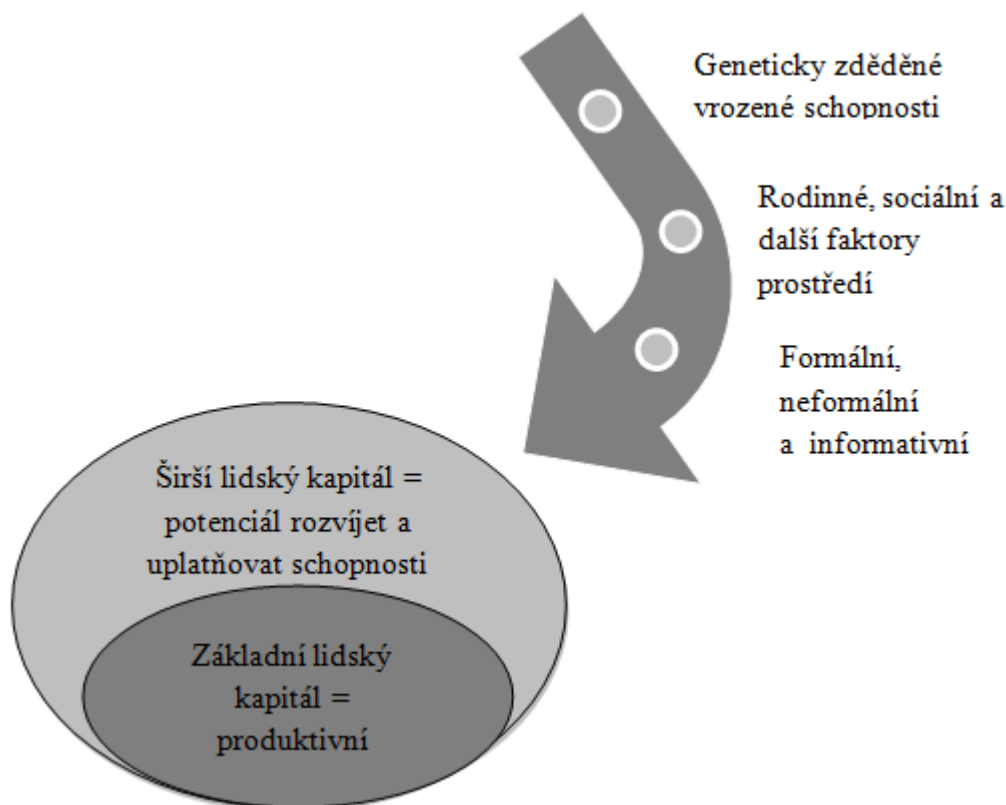 Geneticky zděděné
vrozené schopnosti
Rodinné, sociální a
další faktory
prostředí
Formální,
neformální
a informativní
Širší lidský kapitál =
potenciál rozvíjet a
uplatňovat schopnosti
Základní lidský
kapitál =
produktivní